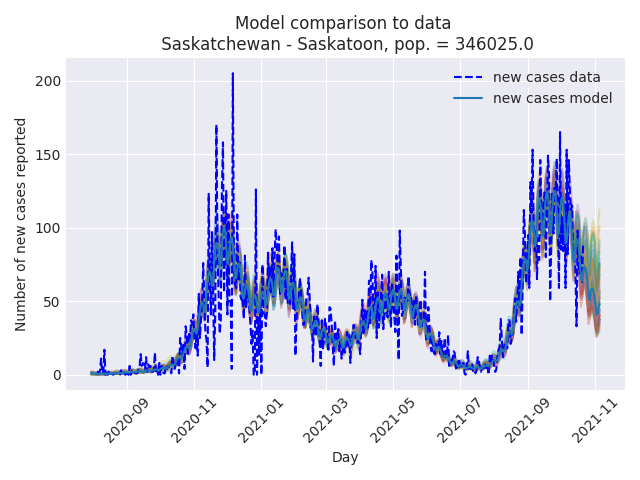 Model comparison to data
Saskatchewan - Saskatoon, pop. = 346025.0
new cases data
new cases model
Number of new cases reported
200
150
100
50
0
2020-09
2020-11
2021-01
2021-03
2021-05
2021-07
2021-09
2021-11
Day